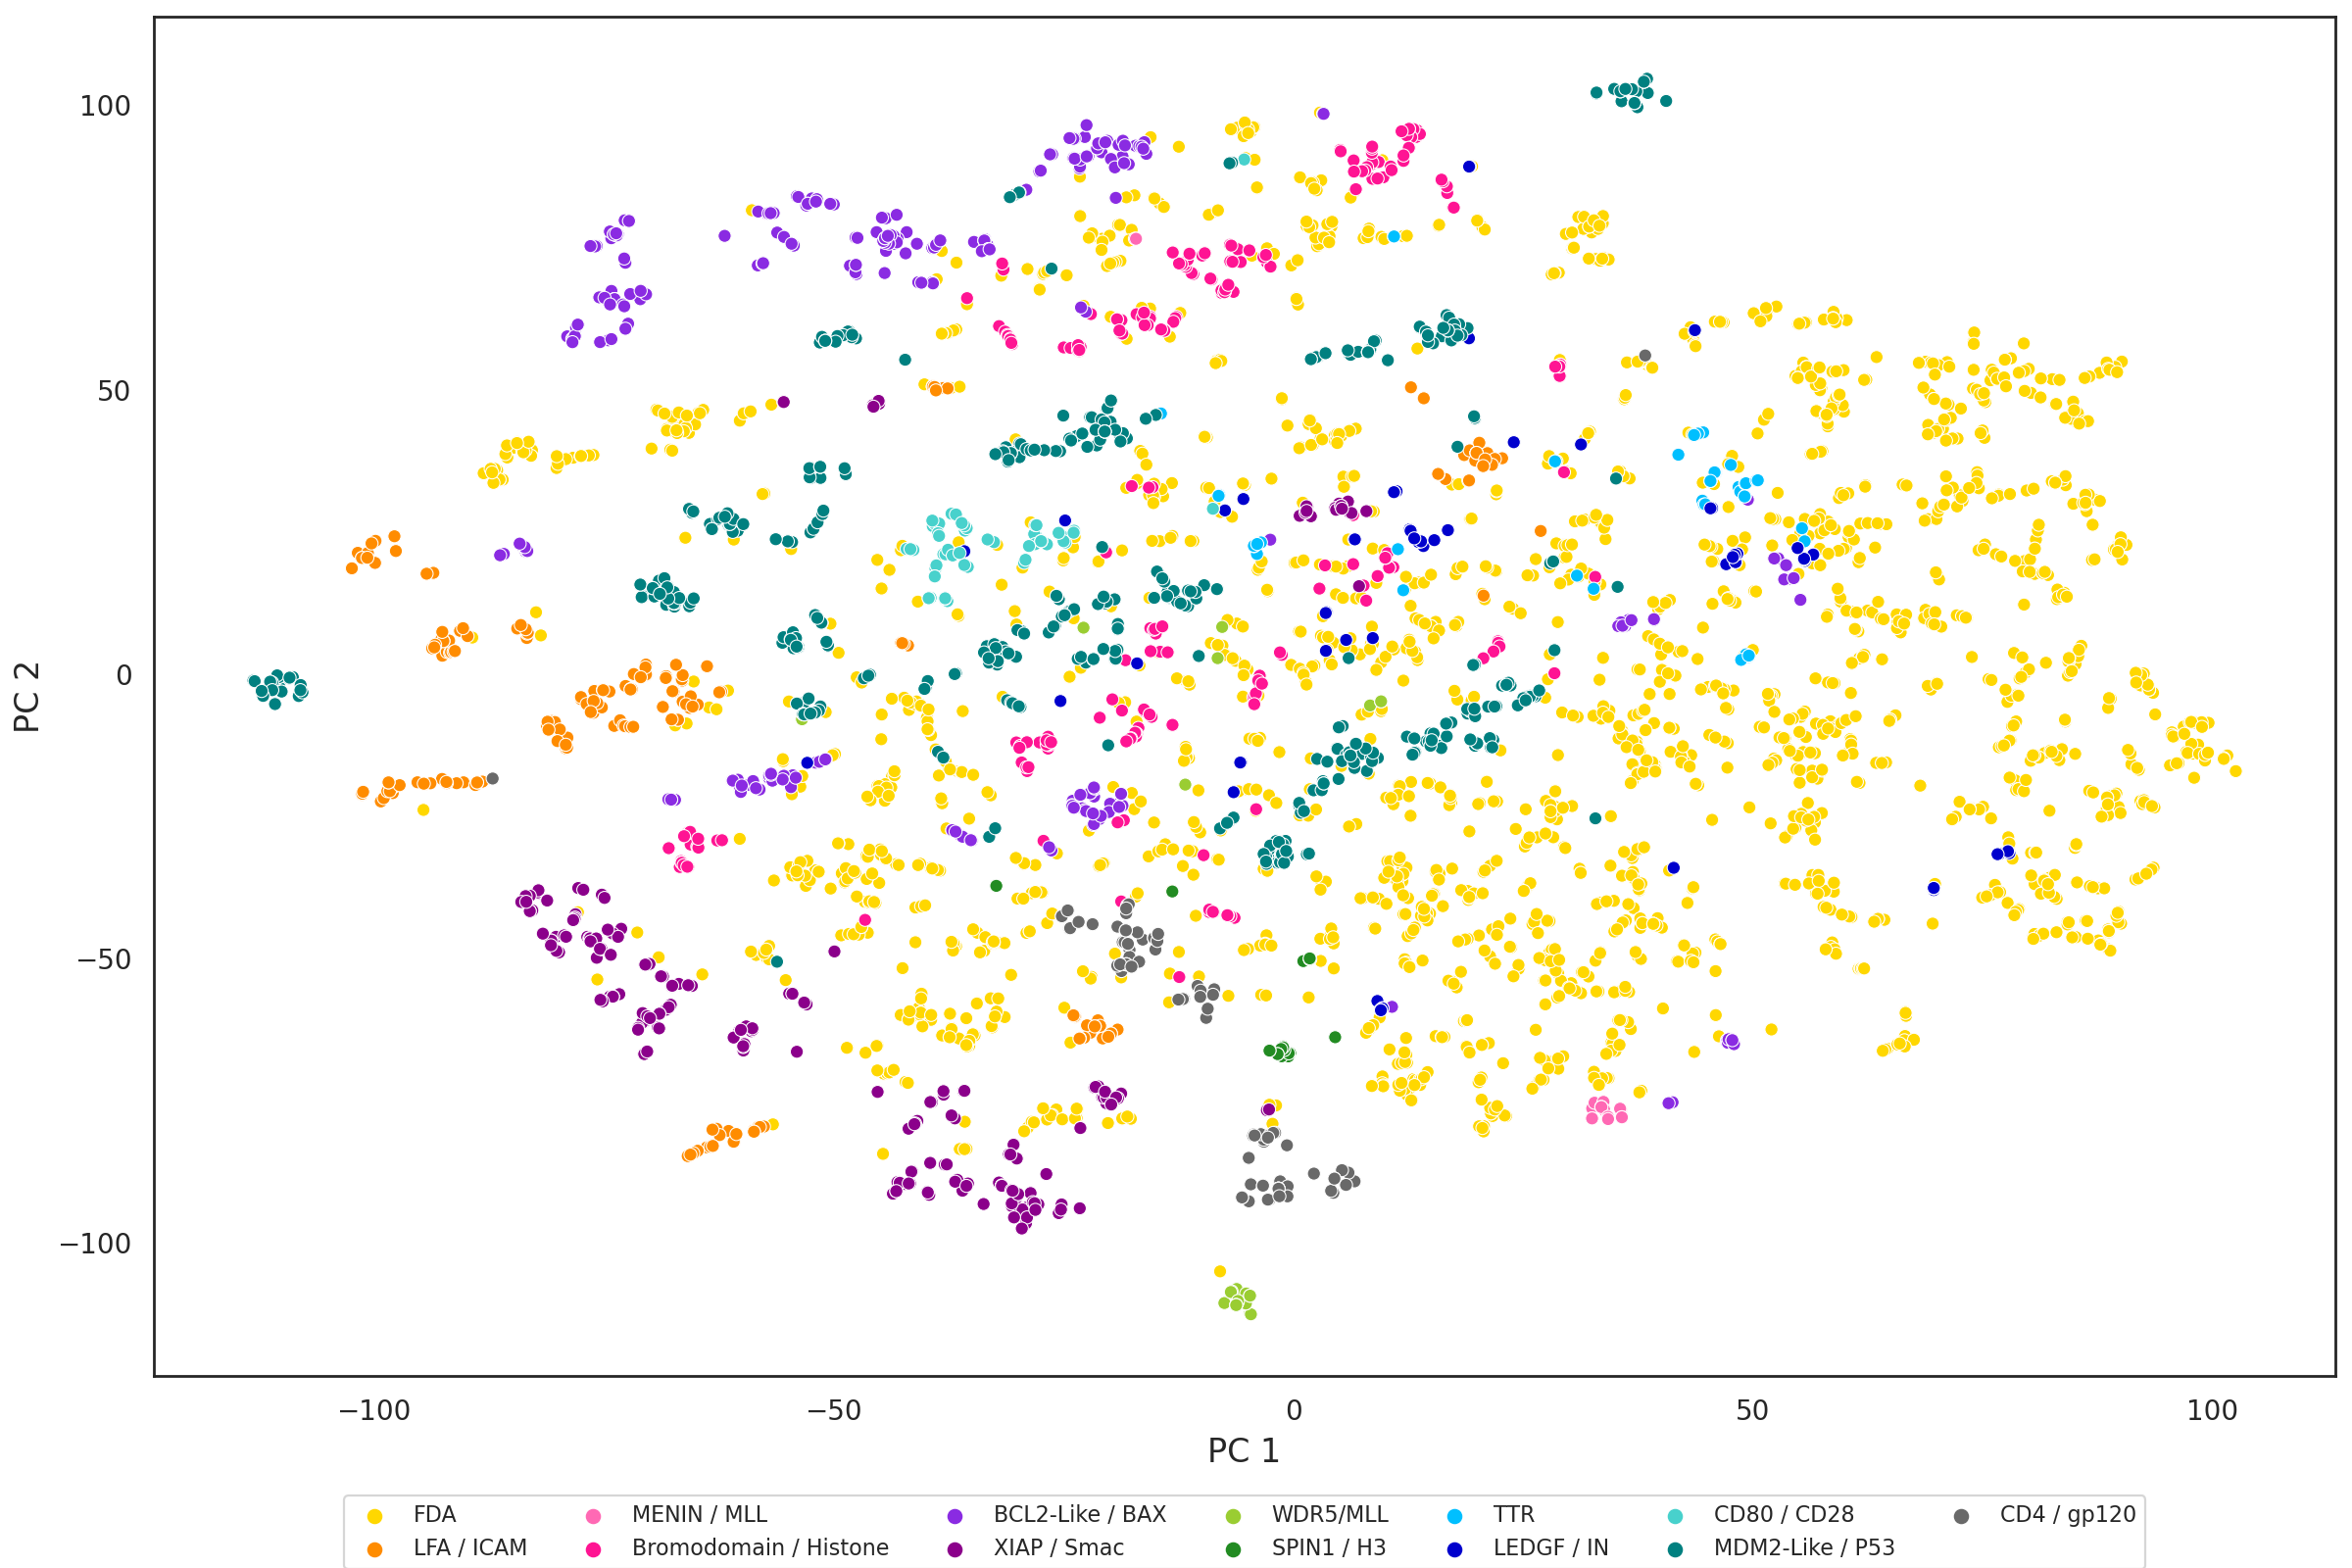 100
50
0
−50
−100
PC 2
−100
−50
0
50
100
PC 1
FDA
MENIN / MLL
BCL2-Like / BAX
WDR5/MLL
TTR
CD80 / CD28
CD4 / gp120
LFA / ICAM
Bromodomain / Histone
XIAP / Smac
SPIN1 / H3
LEDGF / IN
MDM2-Like / P53